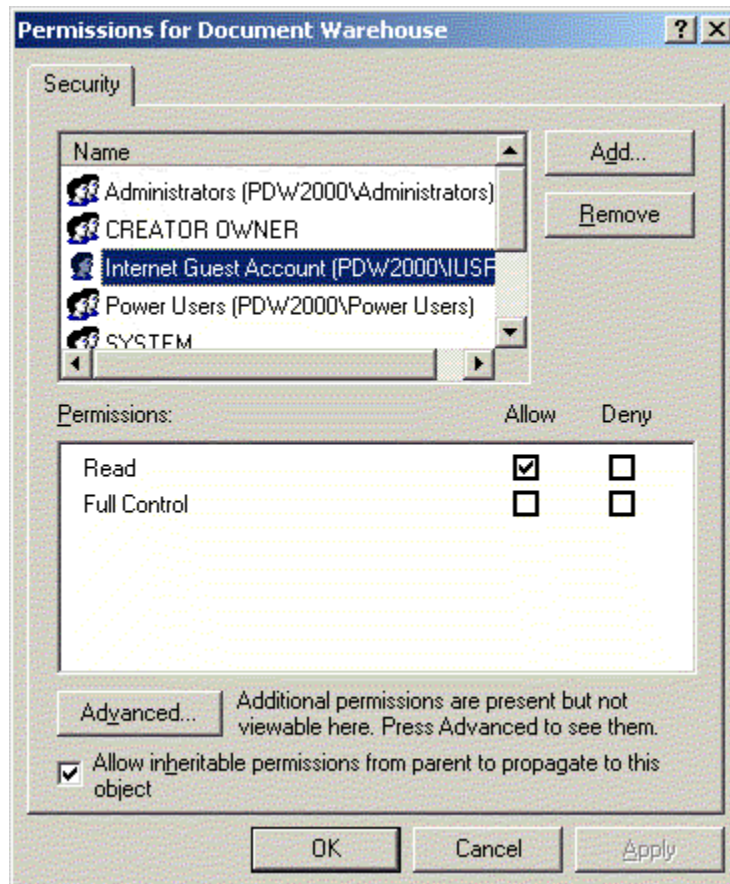 Permissions for Document Warehouse
Security
Name
Add...
Administrators (PDW2000\Administrators)
Remove
CREATOR OWNER
Internet Guest Account (PDW2000\IUSR
Power Users (PDW2000\Power Users)
SYSTEM
Permissions: Allow Deny
Read
Full Control
Advanced...
Additional permissions are present but not
viewable here. Press Advanced to see them.
Allow inheritable permissions from parent to propagate to this
object
OK Cancel Apply